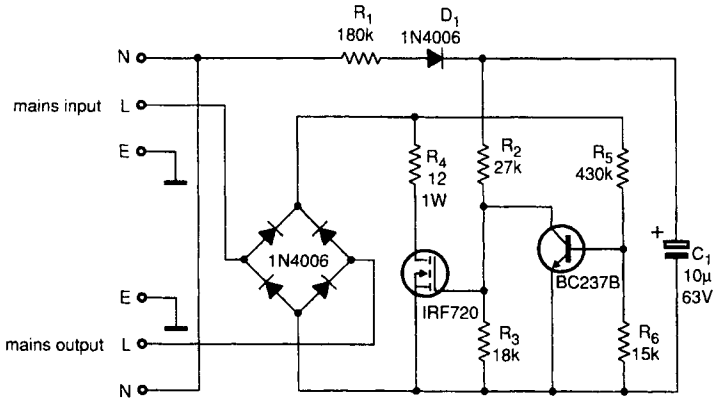 R1
180k
D1
1N4006
N
mains input
L
E
R4
12
1W
R2
27k
R5
430k
1N4006
+
C1
10μ
63V
BC237B
IRF720
E
mains output
L
R3
18k
R6
15k
N